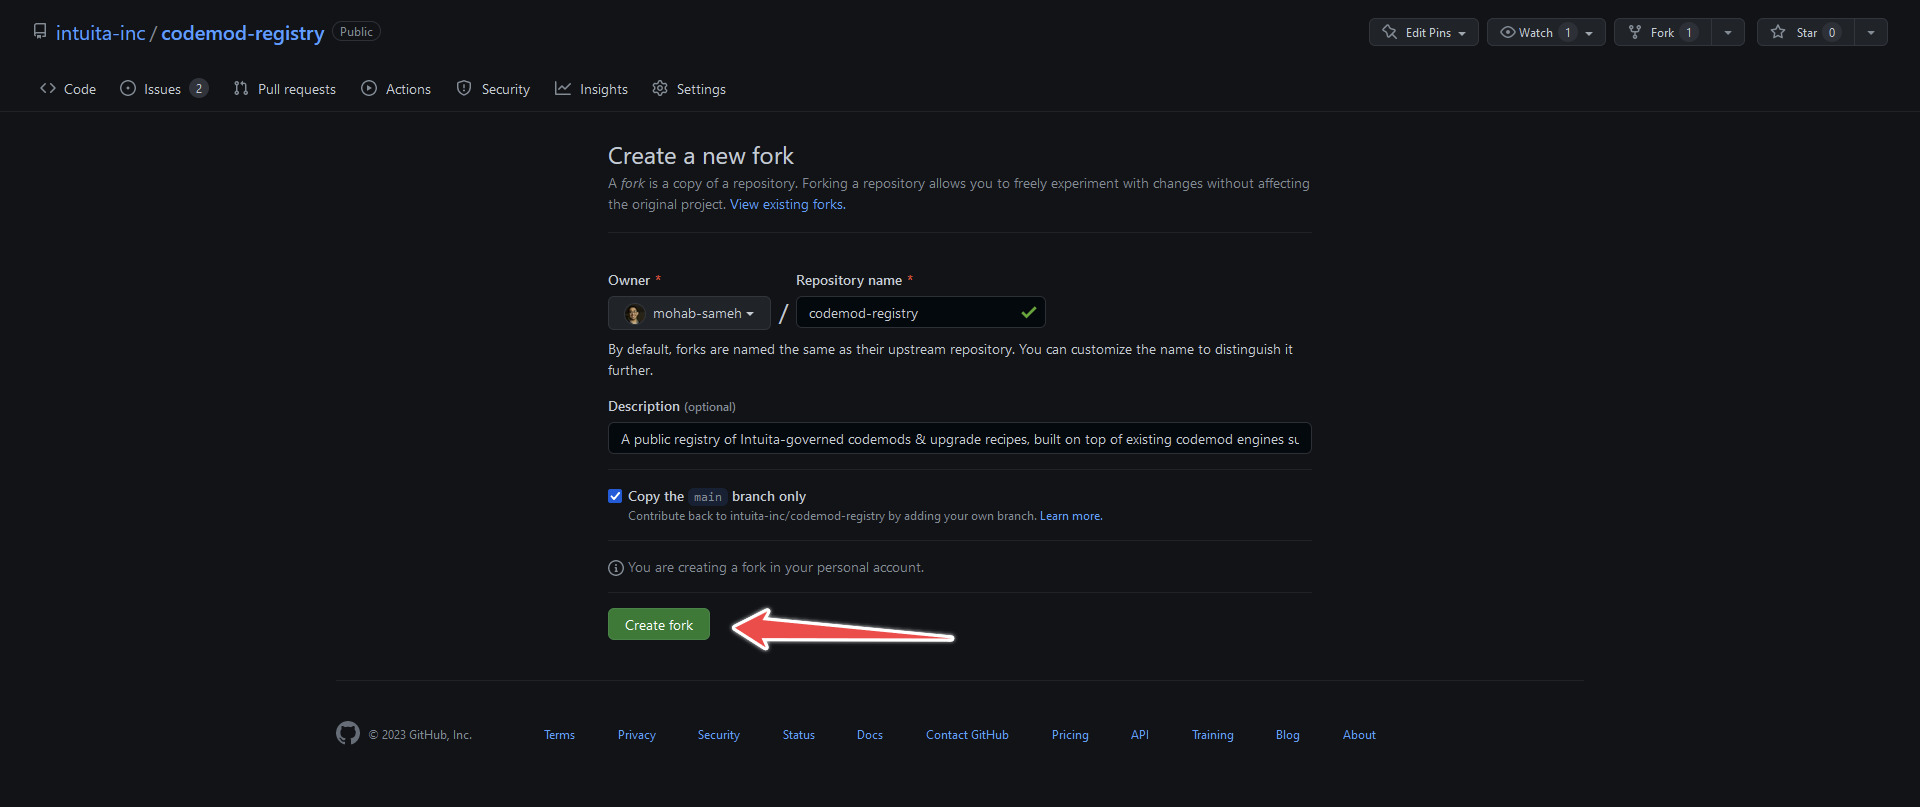 intuita-inc / codemod-registry Public
Edit Pins Watch 1 Fork 1 Star 0
Code Issues 2 Pull requests Actions Security Insights Settings
Create a new fork
A fork is a copy of a repository. Forking a repository allows you to freely experiment with changes without affecting
the original project. View existing forks.
Owner * Repository name *
mohab-sameh / codemod-registry
By default, forks are named the same as their upstream repository. You can customize the name to distinguish it
further.
Description (optional)
A public registry of Intuita-governed codemods & upgrade recipes, built on top of existing codemod engines su
Copy the main branch only
Contribute back to intuita-inc/codemod-registry by adding your own branch. Learn more.
You are creating a fork in your personal account.
Create fork
© 2023 GitHub, Inc. Terms Privacy Security Status Docs Contact GitHub Pricing API Training Blog About